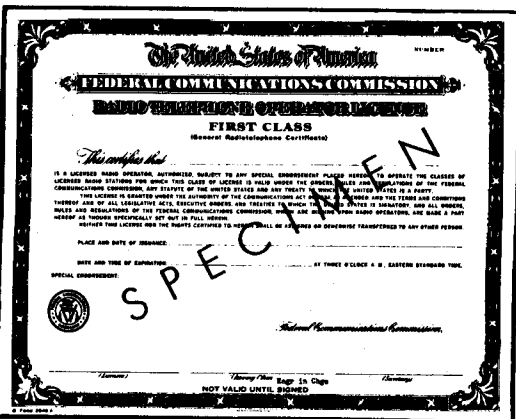 NUMBER
The United States of America
FEDERAL COMMUNICATIONS COMMISSION
RADIO TELEPHONE OPERATOR LICENSE
FIRST CLASS
(General Radiotelephone Certificate)
This certifies that
IS A LICENSED RADIO OPERATOR, AUTHORIZED, SUBJECT TO ANY SPECIAL ENDORSEMENT PLACED HEREON, TO OPERATE THE CLASSES OF
LICENSED RADIO STATIONS FOR WHICH THIS CLASS OF LICENSE IS VALID UNDER THE ORDERS, RULES AND REGULATIONS OF THE FEDERAL
COMMUNICATIONS COMMISSION, ANY STATUTE OF THE UNITED STATES AND ANY TREATY TO WHICH THE UNITED STATES IS A PARTY.
THIS LICENSE IS GRANTED UNDER THE AUTHORITY OF THE COMMUNICATIONS ACT OF 1934, AS AMENDED AND THE TERMS AND CONDITIONS
THEREOF AND OF ALL LEGISLATIVE ACTS, EXECUTIVE ORDERS, AND TREATIES TO WHICH THE UNITED STATES IS SIGNATORY, AND ALL ORDERS,
RULES AND REGULATIONS OF THE FEDERAL COMMUNICATIONS COMMISSION, WHICH ARE BINDING UPON RADIO OPERATORS, ARE MADE A PART
HEREOF AS THOUGH SPECIFICALLY SET OUT IN FULL HEREIN.
NEITHER THIS LICENSE NOR THE RIGHTS CERTIFIED TO HEREIN SHALL BE ASSIGNED OR OTHERWISE TRANSFERRED TO ANY OTHER PERSON.
PLACE AND DATE OF ISSUANCE:
DATE AND TIME OF EXPIRATION AT THREE O'CLOCK A M, EASTERN STANDARD TIME,
SPECIAL ENDORSEMENT:
SPECIMEN
Federal Communications Commission,
(Licensee) (Issuing Officer) Engr in Chge (Secretary)
NOT VALID UNTIL SIGNED